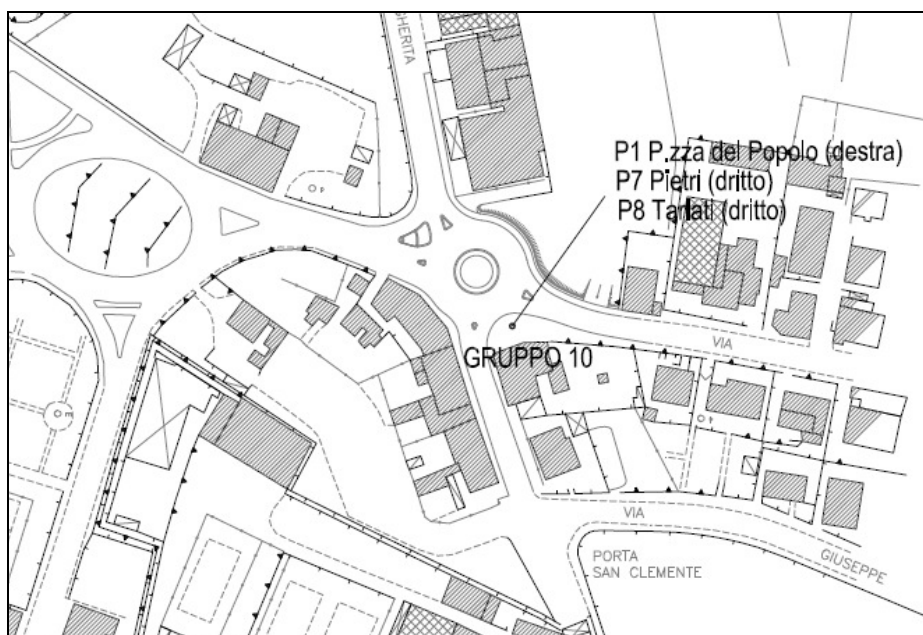 GHERITA
P1 P.zza del Popolo (destra)
P7 Pietri (dritto)
P8 Tarlati (dritto)
VIA
GRUPPO 10
VIA
GIUSEPPE
PORTA
SAN CLEMENTE